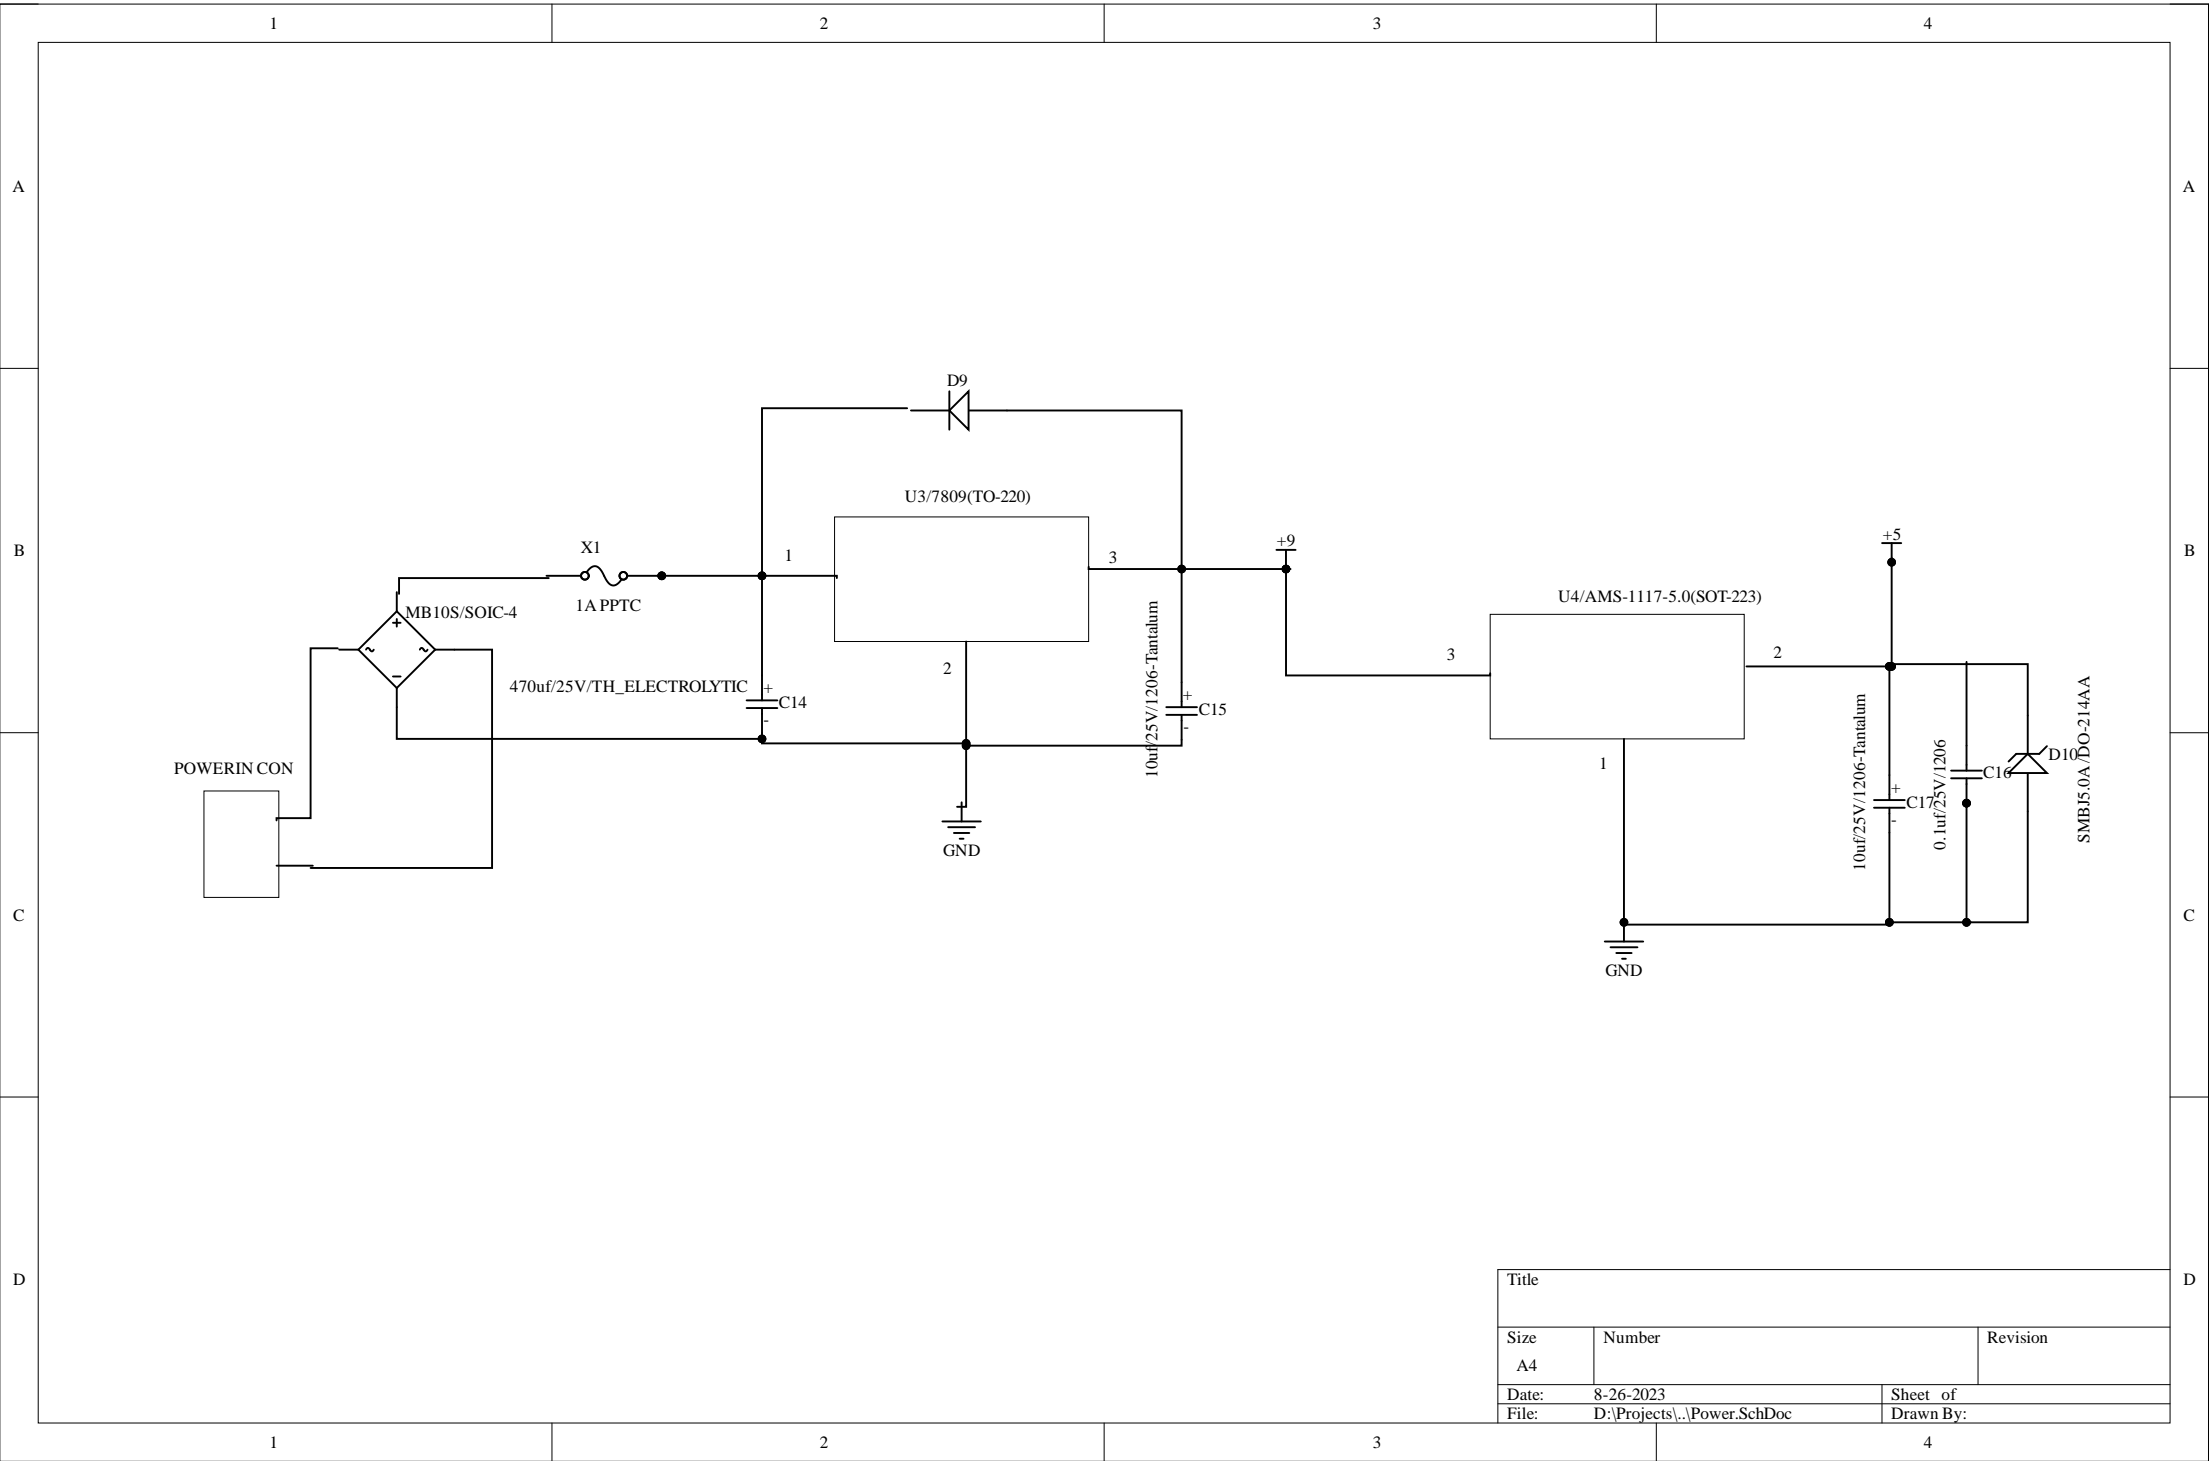 1 2 3 4
A A
D9
U3/7809(TO-220)
B B
X1
1
3
+9
+5
1A PPTC
MB10S/SOIC-4
U4/AMS-1117-5.0(SOT-223)
2
3
2
470uf/25V/TH_ELECTROLYTIC
+
C14
-
10uf/25V/1206-Tantalum
+
C15
-
POWERIN CON
1
GND
10uf/25V/1206-Tantalum
+
C17
-
0.1uf/25V/1206
C16
D10
SMBJ5.0A/DO-214AA
C C
GND
D D
Title
Size Number Revision
A4
Date: 8-26-2023 Sheet of
File: D:\Projects\..\Power.SchDoc Drawn By:
1 2 3 4